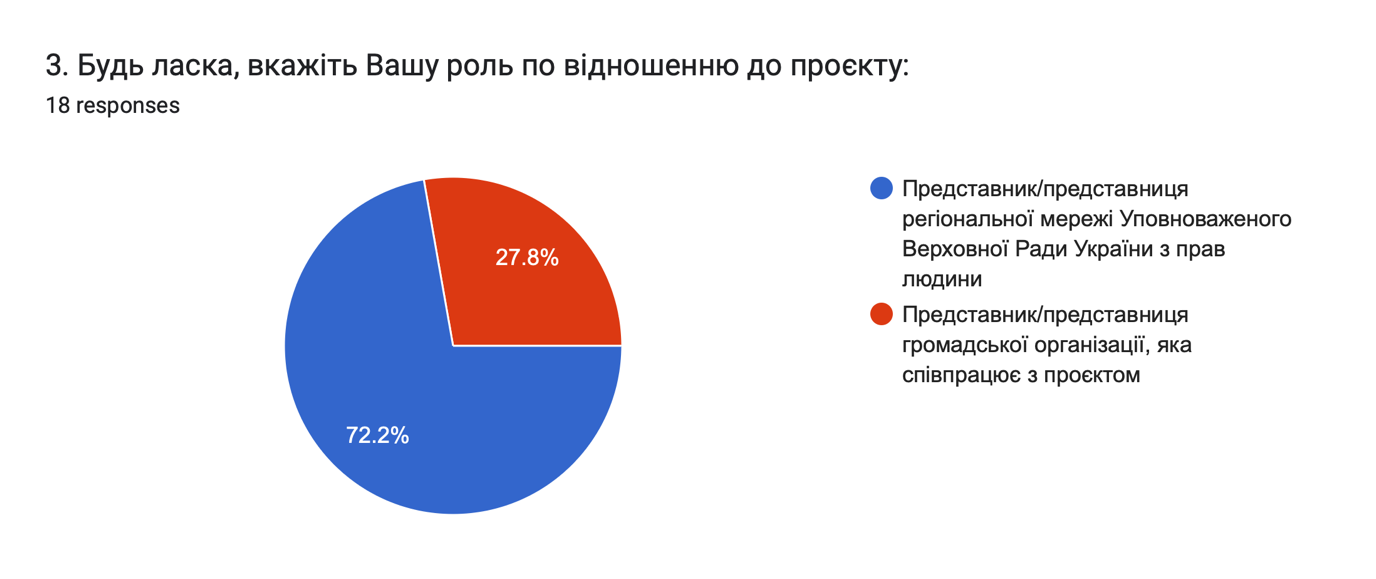 3. Будь ласка, вкажіть Вашу роль по відношенню до проєкту:
18 responses
27.8%
72.2%
Представник/представниця
регіональної мережі Уповноваженого
Верховної Ради України з прав
людини
Представник/представниця
громадської організації, яка
співпрацює з проєктом